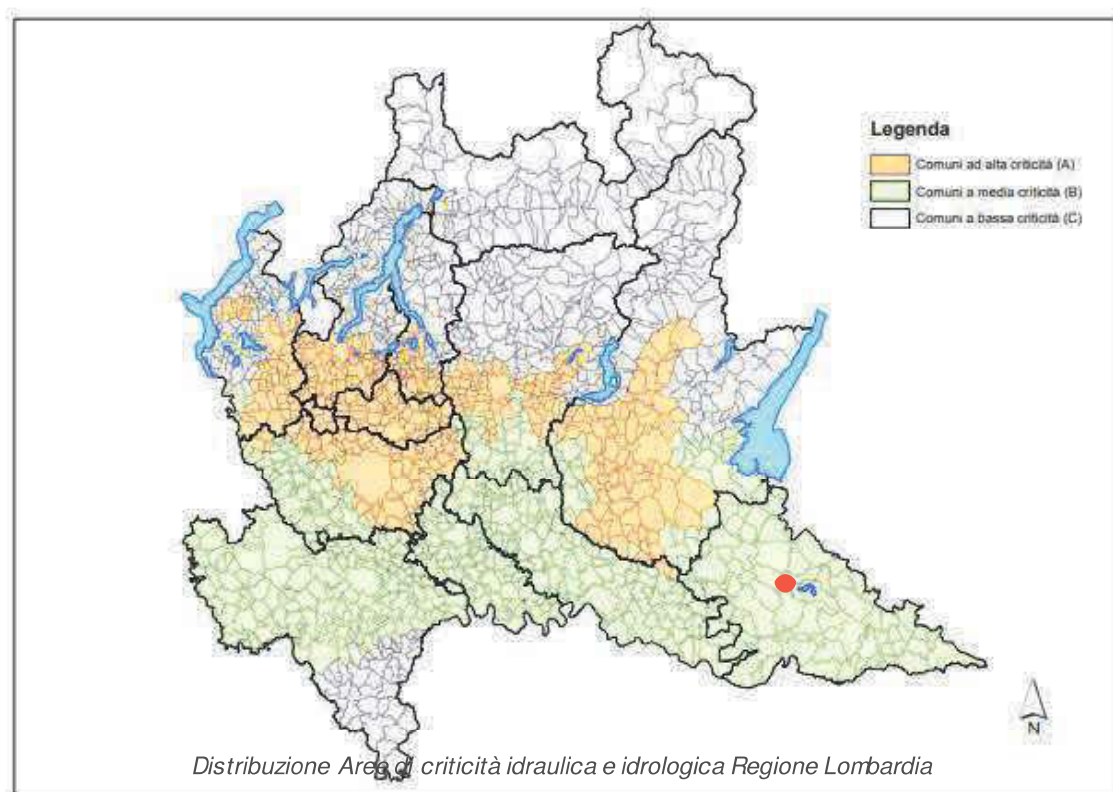 Legenda
Comuni ad alta criticità (A)
Comuni a media criticità (B)
Comuni a bassa criticità (C)
N
Distribuzione Aree di criticità idraulica e idrologica Regione Lombardia